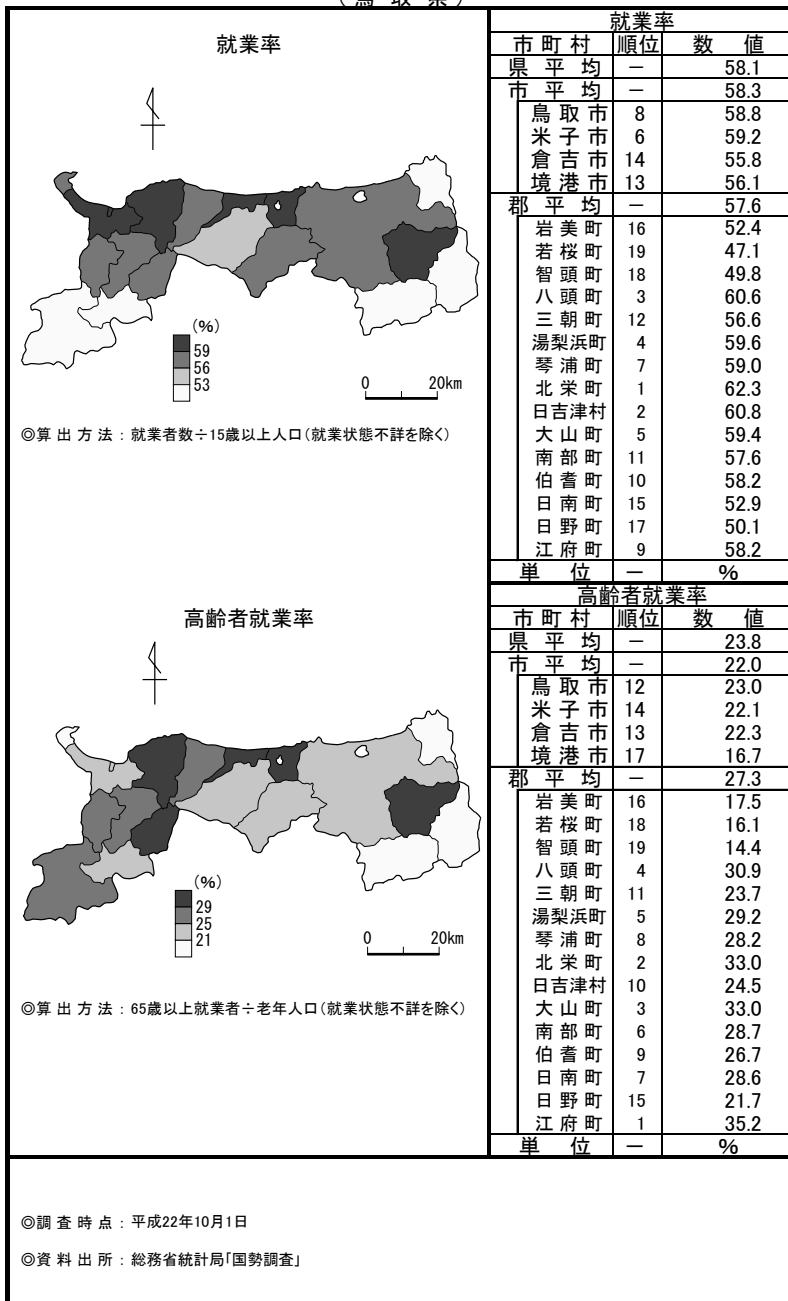 (鳥取県)
就業率
(%)
59
56
53
0 20km
◎算出方法:就業者数÷15歳以上人口(就業状態不詳を除く)
就業率
市町村 順位 数値
県平均 － 58.1
市平均 － 58.3
鳥取市 8 58.8
米子市 6 59.2
倉吉市 14 55.8
境港市 13 56.1
郡平均 － 57.6
岩美町 16 52.4
若桜町 19 47.1
智頭町 18 49.8
八頭町 3 60.6
三朝町 12 56.6
湯梨浜町 4 59.6
琴浦町 7 59.0
北栄町 1 62.3
日吉津村 2 60.8
大山町 5 59.4
南部町 11 57.6
伯耆町 10 58.2
日南町 15 52.9
日野町 17 50.1
江府町 9 58.2
単位 － %
高齢者就業率
(%)
29
25
21
0 20km
◎算出方法:65歳以上就業者÷老年人口(就業状態不詳を除く)
高齢者就業率
市町村 順位 数値
県平均 － 23.8
市平均 － 22.0
鳥取市 12 23.0
米子市 14 22.1
倉吉市 13 22.3
境港市 17 16.7
郡平均 － 27.3
岩美町 16 17.5
若桜町 18 16.1
智頭町 19 14.4
八頭町 4 30.9
三朝町 11 23.7
湯梨浜町 5 29.2
琴浦町 8 28.2
北栄町 2 33.0
日吉津村 10 24.5
大山町 3 33.0
南部町 6 28.7
伯耆町 9 26.7
日南町 7 28.6
日野町 15 21.7
江府町 1 35.2
単位 － %
◎調査時点:平成22年10月1日
◎資料出所:総務省統計局「国勢調査」